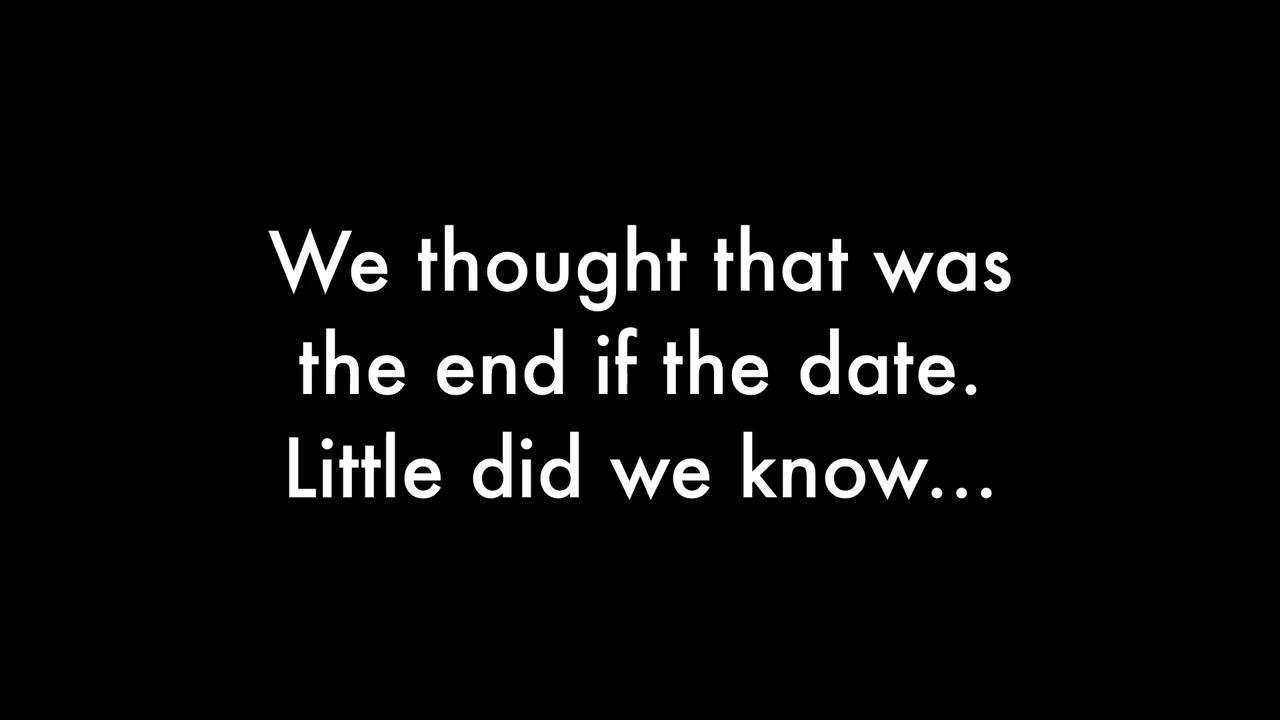 We thought that was
the end if the date.
Little did we know...